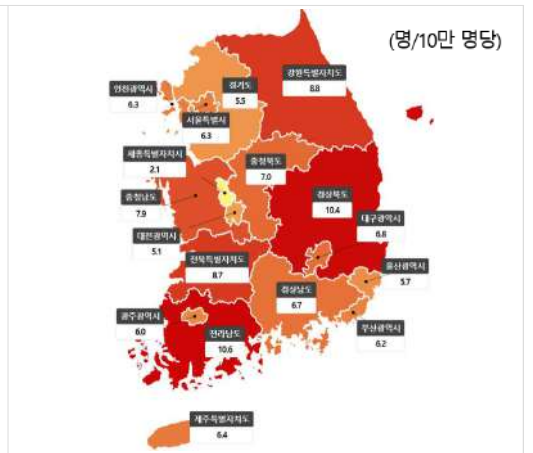 (명/10만 명당)
강원특별자치도
8.8
경기도
5.5
인천광역시
6.3
서울특별시
6.3
세종특별자치시
2.1
충청북도
7.0
충청남도
7.9
경상북도
10.4
대구광역시
6.8
대전광역시
5.1
전북특별자치도
8.7
울산광역시
5.7
경상남도
6.7
광주광역시
6.0
전라남도
10.6
부산광역시
6.2
제주특별자치도
6.4